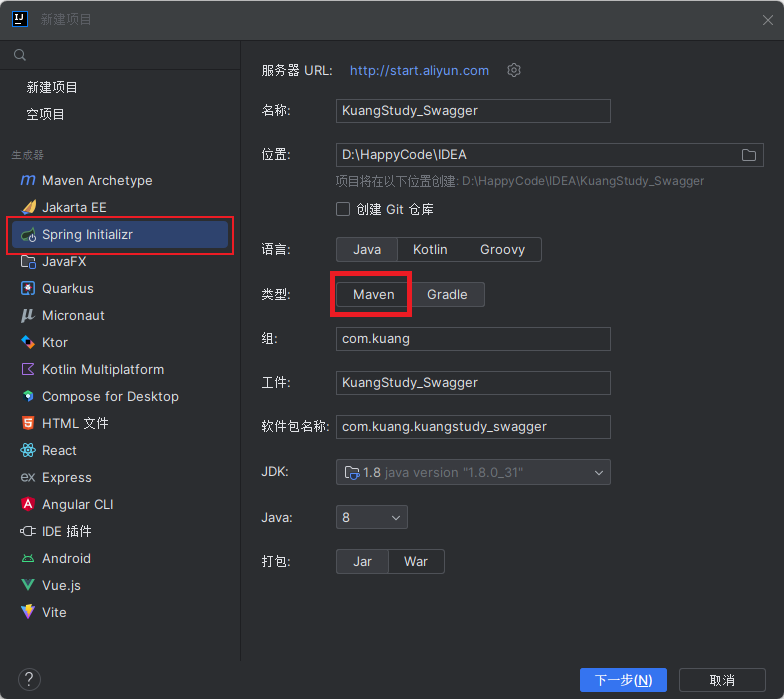 新建项目
新建项目
空项目
生成器
Maven Archetype
Jakarta EE
Spring Initializr
JavaFX
Quarkus
Micronaut
Ktor
Kotlin Multiplatform
Compose for Desktop
HTML 文件
React
Express
Angular CLI
IDE 插件
Android
Vue.js
Vite
服务器 URL: http://start.aliyun.com
名称: KuangStudy_Swagger
位置: D:\HappyCode\IDEA
项目将在以下位置创建: D:\HappyCode\IDEA\KuangStudy_Swagger
创建 Git 仓库
语言: Java Kotlin Groovy
类型: Maven Gradle
组: com.kuang
工件: KuangStudy_Swagger
软件包名称: com.kuang.kuangstudy_swagger
JDK: 1.8 java version "1.8.0_31"
Java: 8
打包: Jar War
? 下一步(N) 取消